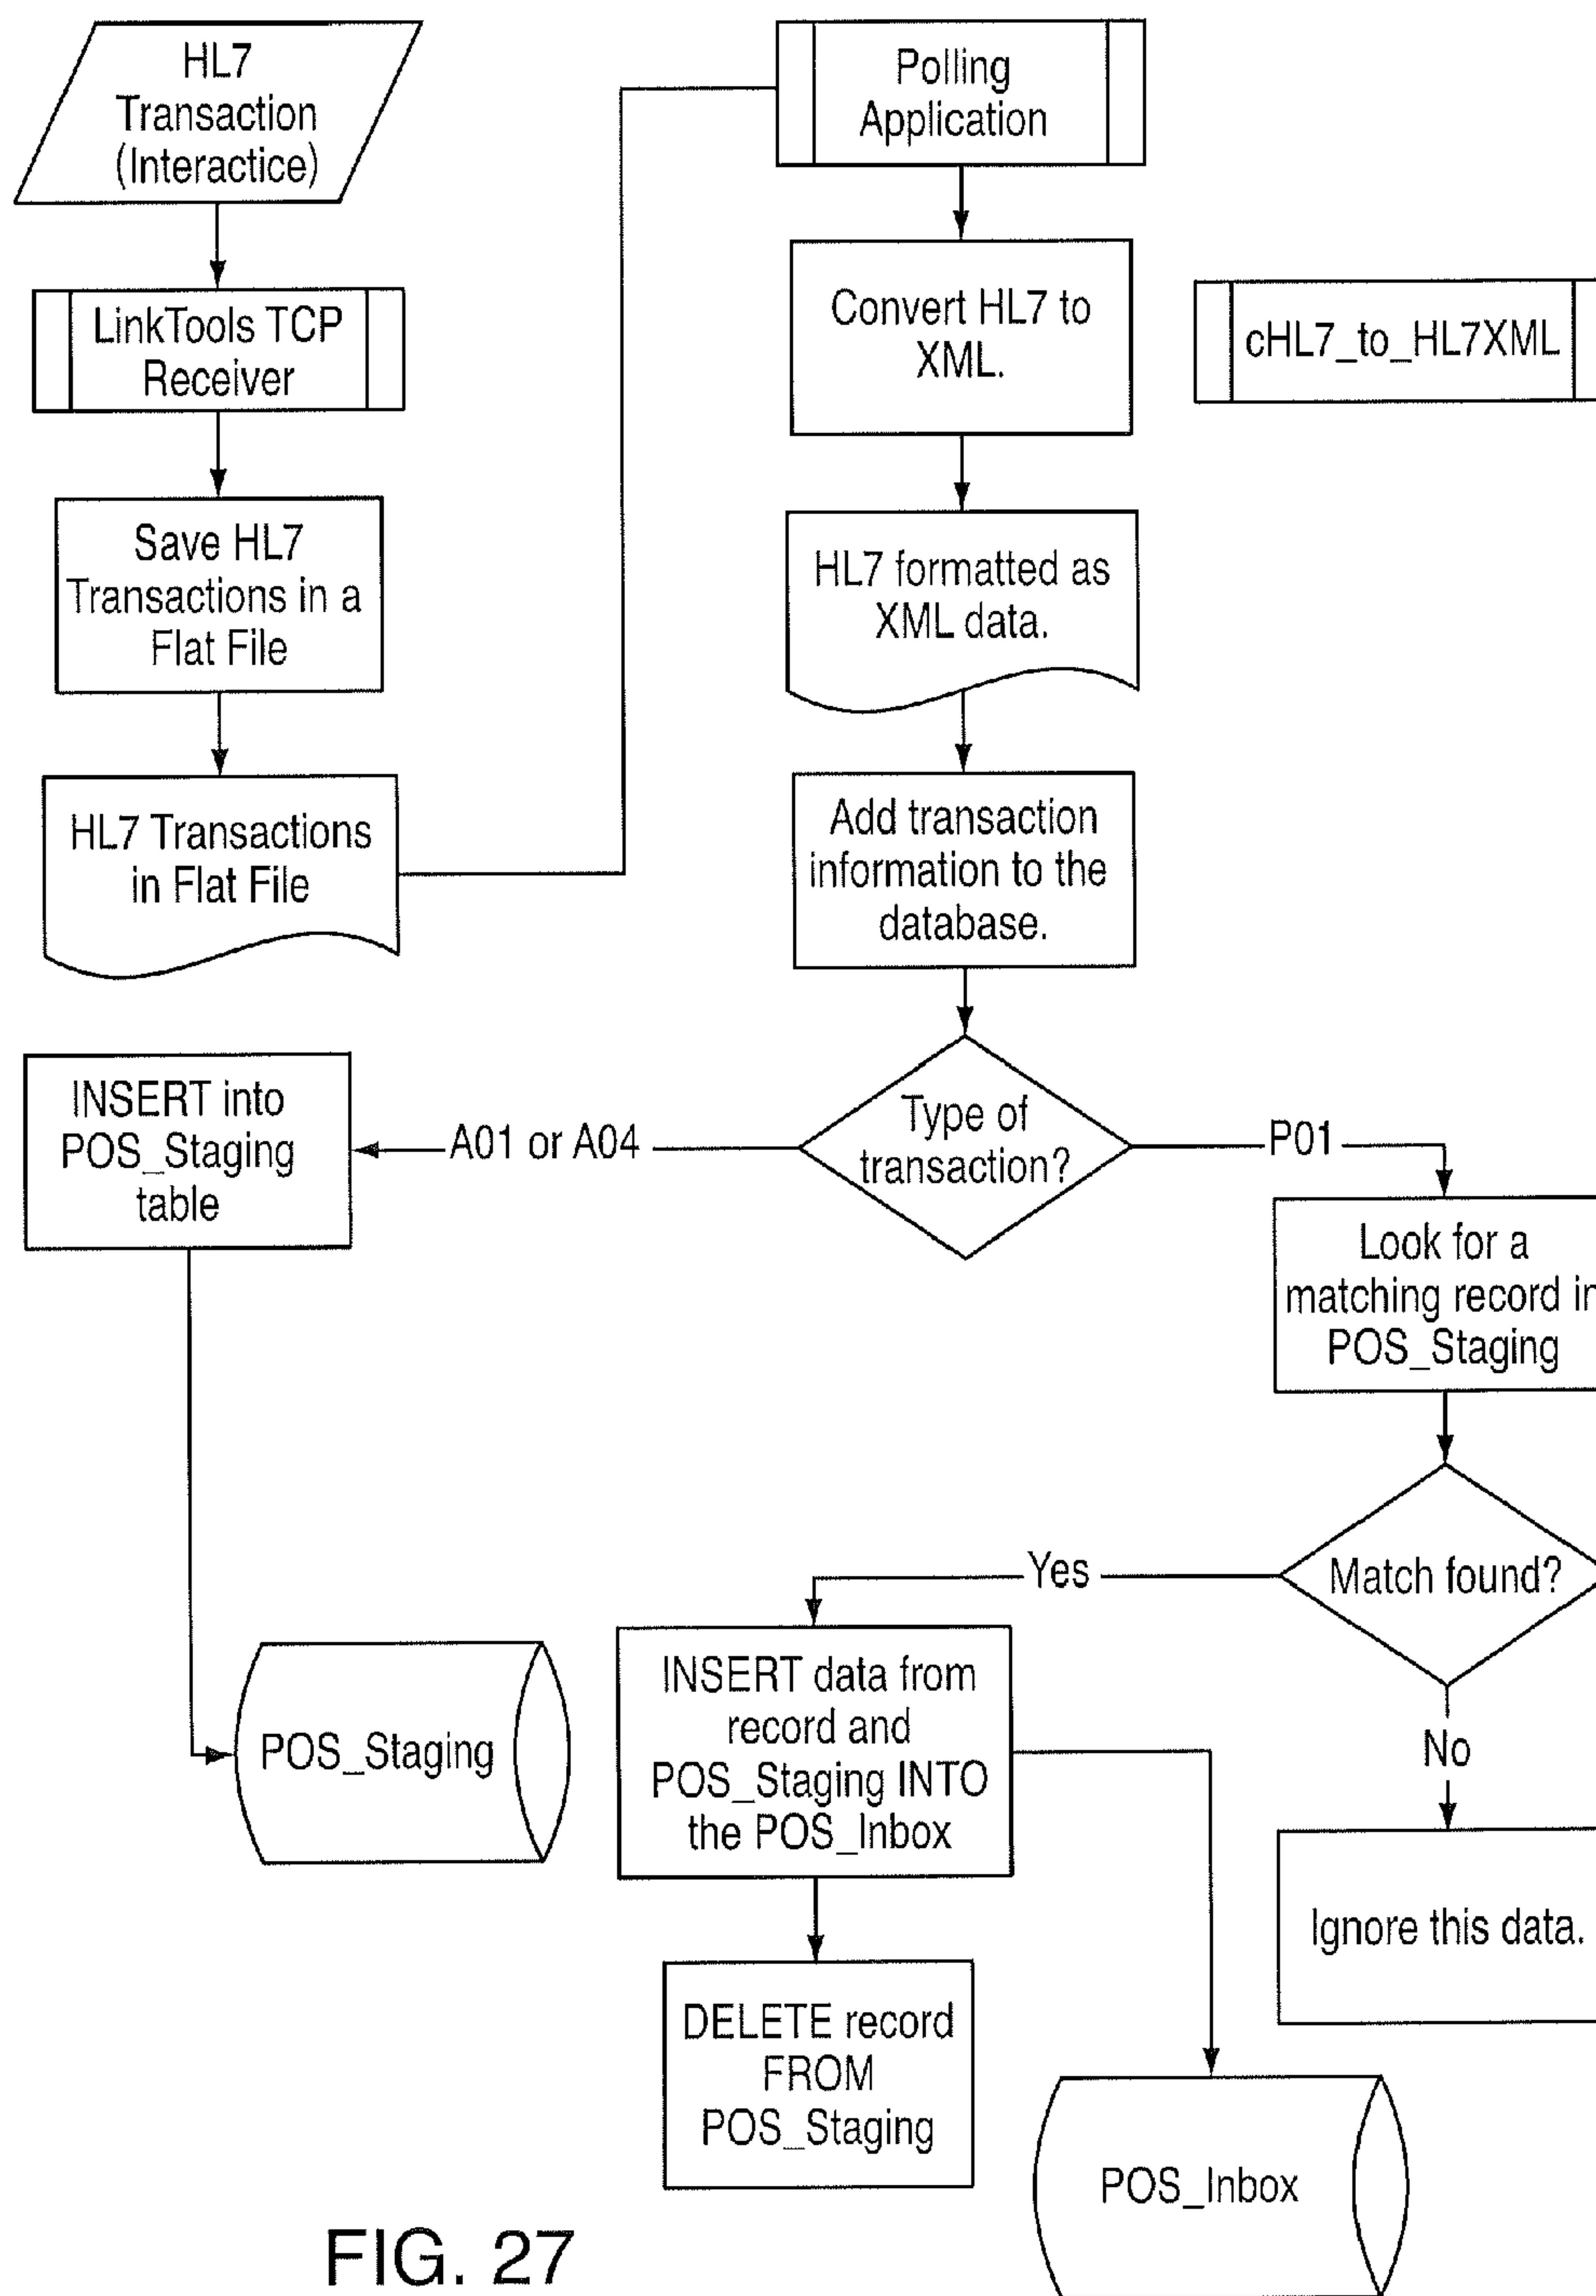 HL7
Transaction
(Interactice)
LinkTools TCP
Receiver
Save HL7
Transactions in a
Flat File
HL7 Transactions
in Flat File
Polling
Application
Convert HL7 to
XML.
cHL7_to_HL7XML
HL7 formatted as
XML data.
Add transaction
information to the
database.
Type of
transaction?
A01 or A04
INSERT into
POS_Staging
table
POS_Staging
P01
Look for a
matching record in
POS_Staging
Match found?
Yes
INSERT data from
record and
POS_Staging INTO
the POS_Inbox
DELETE record
FROM
POS_Staging
POS_Inbox
No
Ignore this data.
FIG. 27